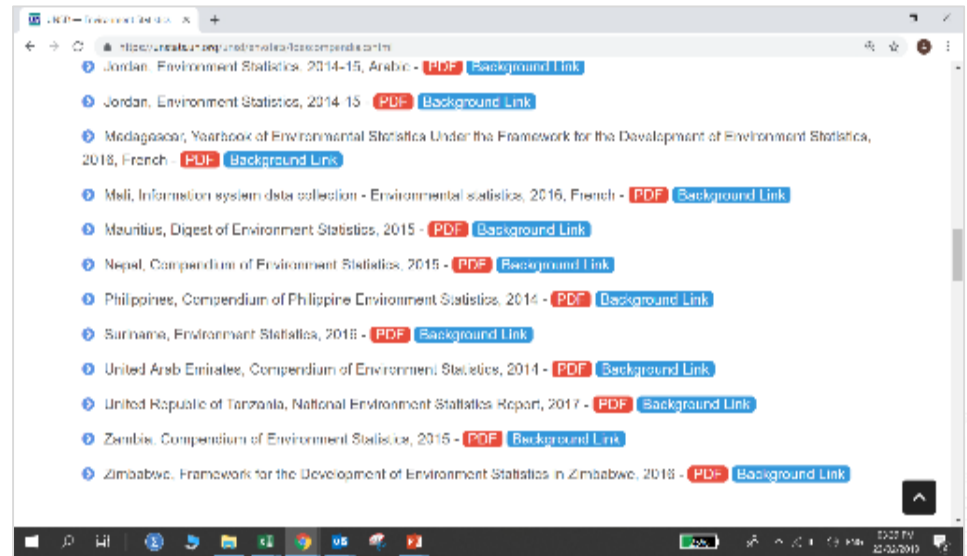 UNSD — Environment Statistics
Jordan, Environment Statistics, 2014-15, Arabic - PDF Background Link
Jordan, Environment Statistics, 2014-15 - PDF Background Link
Madagascar, Yearbook of Environmental Statistics Under the Framework for the Development of Environment Statistics,
2016, French - PDF Background Link
Mali, Information system data collection - Environmental statistics, 2016, French - PDF Background Link
Mauritius, Digest of Environment Statistics, 2015 - PDF Background Link
Nepal, Compendium of Environment Statistics, 2015 - PDF Background Link
Philippines, Compendium of Philippine Environment Statistics, 2014 - PDF Background Link
Suriname, Environment Statistics, 2016 - PDF Background Link
United Arab Emirates, Compendium of Environment Statistics, 2014 - PDF Background Link
United Republic of Tanzania, National Environment Statistics Report, 2017 - PDF Background Link
Zambia, Compendium of Environment Statistics, 2015 - PDF Background Link
Zimbabwe, Framework for the Development of Environment Statistics in Zimbabwe, 2016 - PDF Background Link